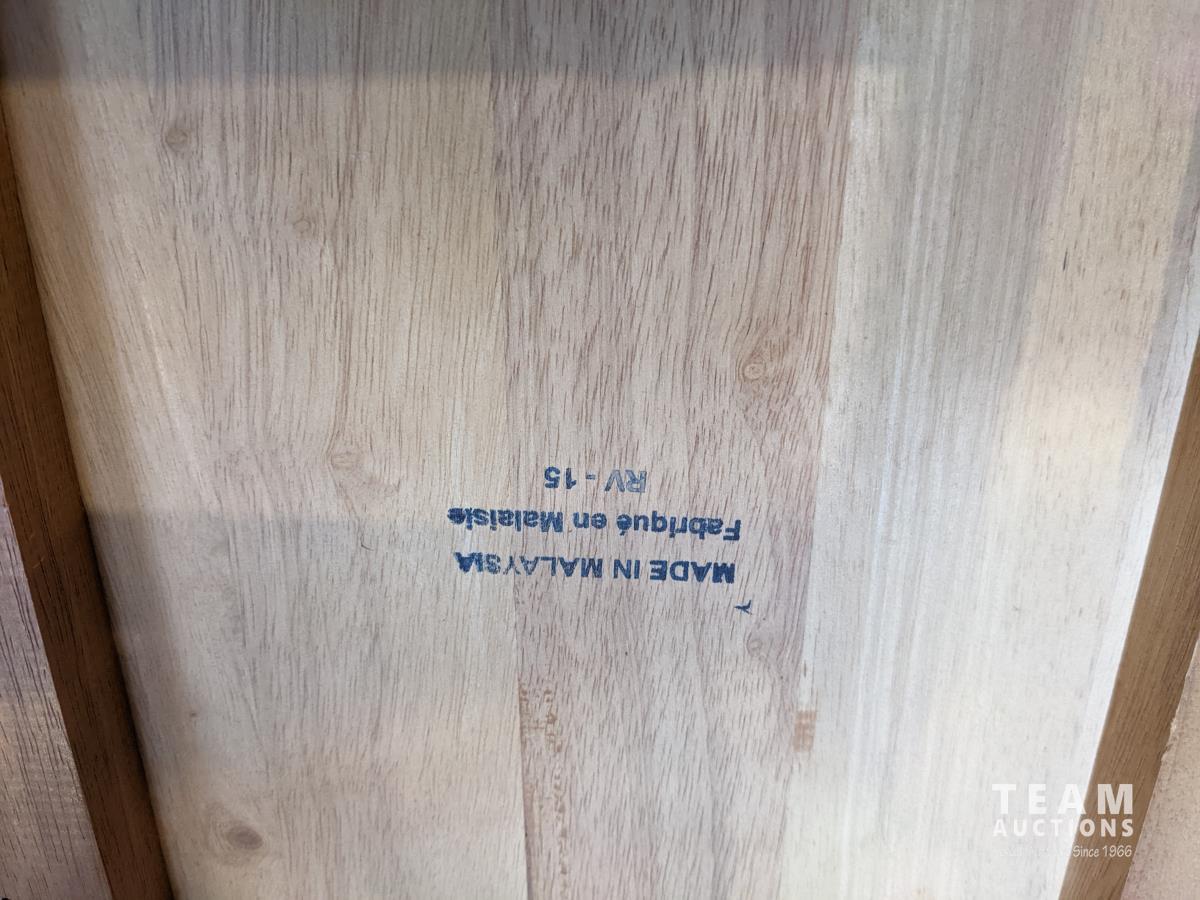 MADE IN MALAYSIA
Fabriqué en Malaisie
RV - 15
TEAM
AUCTIONS
Since 1966